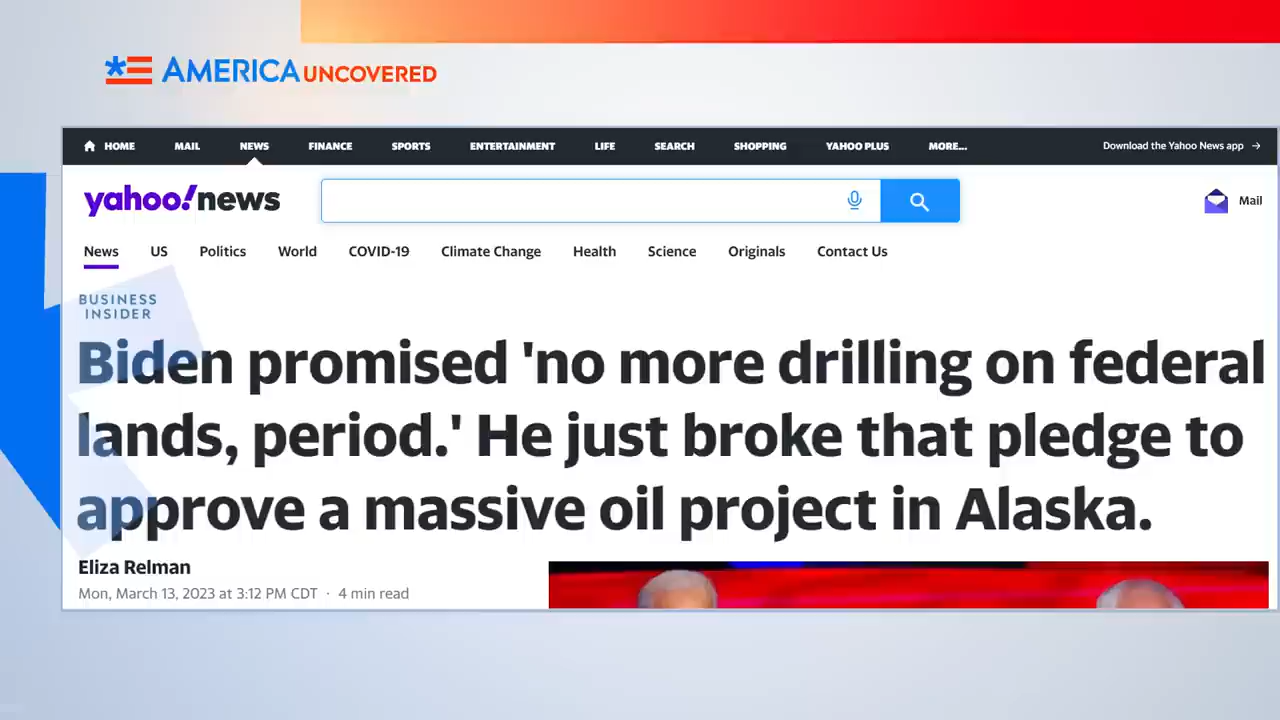 AMERICA UNCOVERED
HOME MAIL NEWS FINANCE SPORTS ENTERTAINMENT LIFE SEARCH SHOPPING YAHOO PLUS MORE... Download the Yahoo News app →
yahoo!news
Mail
News US Politics World COVID-19 Climate Change Health Science Originals Contact Us
BUSINESS
INSIDER
Biden promised 'no more drilling on federal
lands, period.' He just broke that pledge to
approve a massive oil project in Alaska.
Eliza Relman
Mon, March 13, 2023 at 3:12 PM CDT · 4 min read